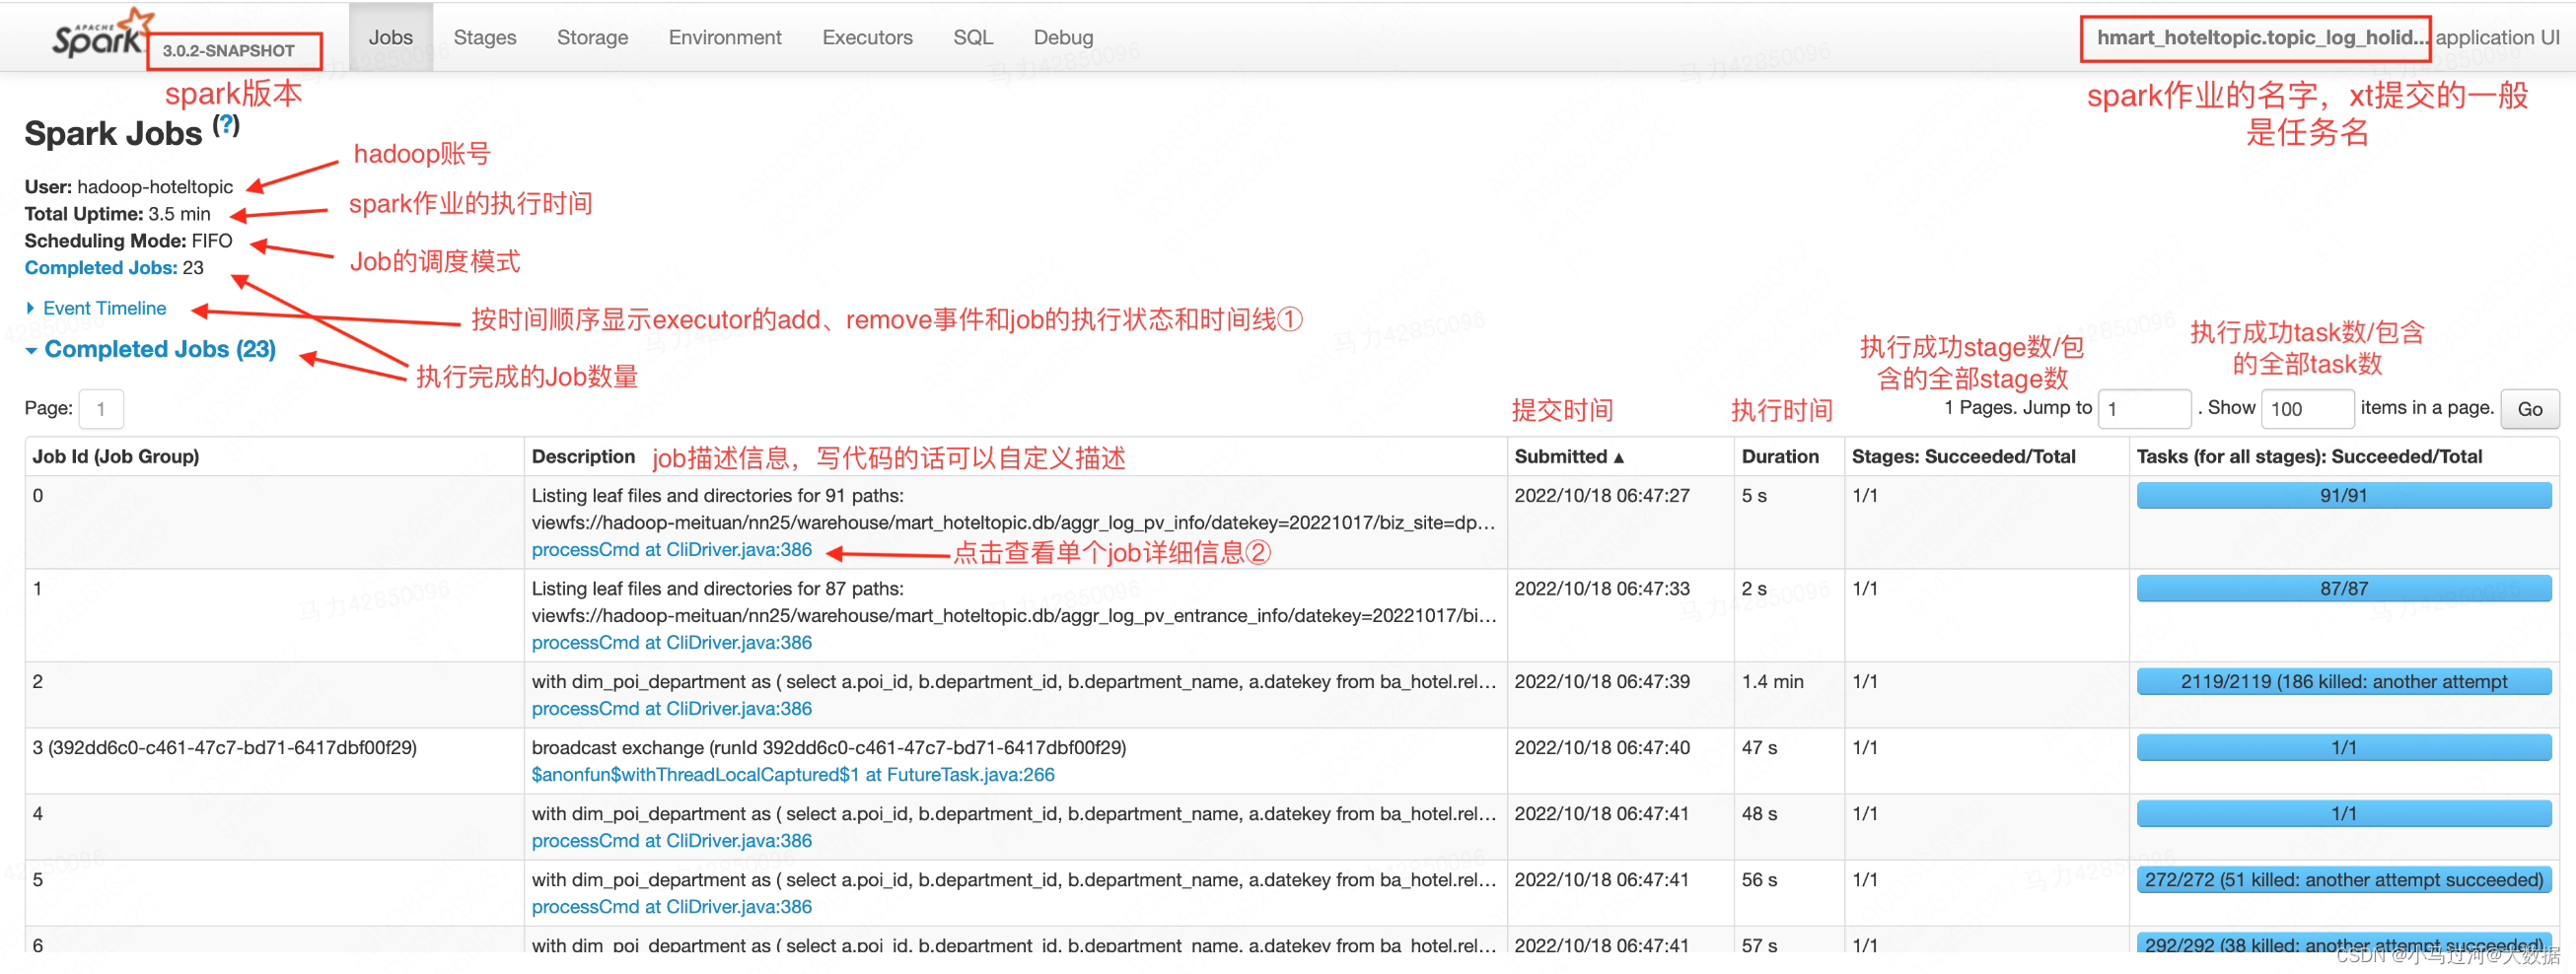 APACHE
Spark 3.0.2-SNAPSHOT
Jobs Stages Storage Environment Executors SQL Debug
hmart_hoteltopic.topic_log_holid... application UI
spark版本
spark作业的名字，xt提交的一般
是任务名
Spark Jobs (?)
hadoop账号
User: hadoop-hoteltopic
spark作业的执行时间
Total Uptime: 3.5 min
Scheduling Mode: FIFO
Job的调度模式
Completed Jobs: 23
Event Timeline
按时间顺序显示executor的add、remove事件和job的执行状态和时间线①
Completed Jobs (23)
执行完成的Job数量
执行成功stage数/包
含的全部stage数
执行成功task数/包含
的全部task数
Page: 1
提交时间
执行时间
1 Pages. Jump to 1 . Show 100 items in a page. Go
Job Id (Job Group) Description job描述信息，写代码的话可以自定义描述 Submitted ▲ Duration Stages: Succeeded/Total Tasks (for all stages): Succeeded/Total
0 Listing leaf files and directories for 91 paths: 2022/10/18 06:47:27 5 s 1/1 91/91
viewfs://hadoop-meituan/nn25/warehouse/mart_hoteltopic.db/aggr_log_pv_info/datekey=20221017/biz_site=dp...
processCmd at CliDriver.java:386 点击查看单个job详细信息②
1 Listing leaf files and directories for 87 paths: 2022/10/18 06:47:33 2 s 1/1 87/87
viewfs://hadoop-meituan/nn25/warehouse/mart_hoteltopic.db/aggr_log_pv_entrance_info/datekey=20221017/bi...
processCmd at CliDriver.java:386
2 with dim_poi_department as ( select a.poi_id, b.department_id, b.department_name, a.datekey from ba_hotel.rel... 2022/10/18 06:47:39 1.4 min 1/1 2119/2119 (186 killed: another attempt
processCmd at CliDriver.java:386
3 (392dd6c0-c461-47c7-bd71-6417dbf00f29) broadcast exchange (runId 392dd6c0-c461-47c7-bd71-6417dbf00f29) 2022/10/18 06:47:40 47 s 1/1 1/1
$anonfun$withThreadLocalCaptured$1 at FutureTask.java:266
4 with dim_poi_department as ( select a.poi_id, b.department_id, b.department_name, a.datekey from ba_hotel.rel... 2022/10/18 06:47:41 48 s 1/1 1/1
processCmd at CliDriver.java:386
5 with dim_poi_department as ( select a.poi_id, b.department_id, b.department_name, a.datekey from ba_hotel.rel... 2022/10/18 06:47:41 56 s 1/1 272/272 (51 killed: another attempt succeeded)
processCmd at CliDriver.java:386
6 with dim_poi_department as ( select a.poi_id, b.department_id, b.department_name, a.datekey from ba_hotel.rel... 2022/10/18 06:47:41 57 s 1/1 292/292 (38 killed: another attempt succeeded)
CSDN @小马过河@大数据